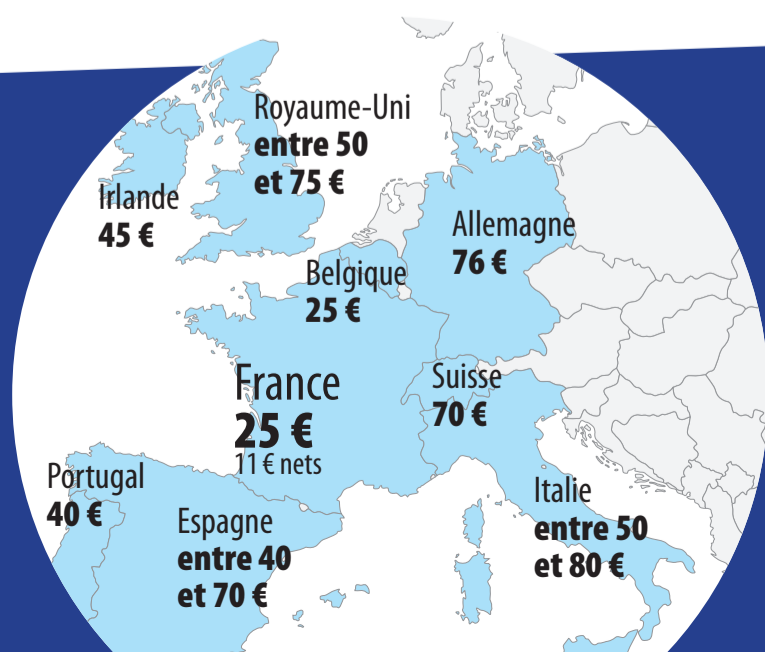 Royaume-Uni
entre 50
et 75 €
Irlande
45 €
Allemagne
76 €
Belgique
25 €
France
25 €
11 € nets
Suisse
70 €
Portugal
40 €
Espagne
entre 40
et 70 €
Italie
entre 50
et 80 €